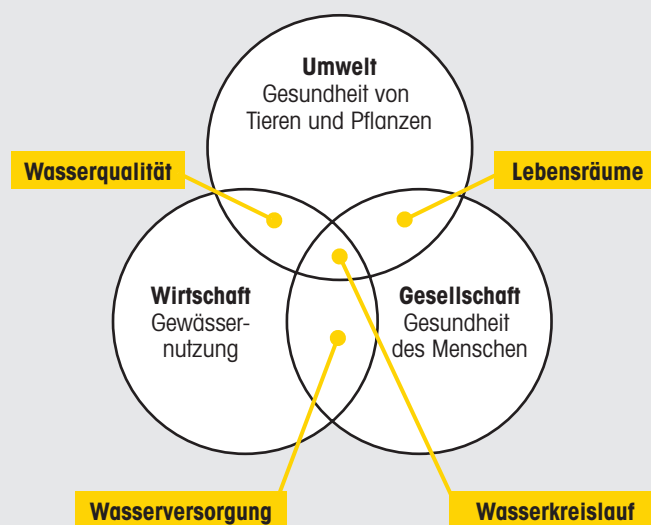 Umwelt
Gesundheit von
Tieren und Pflanzen
Wasserqualität
Lebensräume
Wirtschaft
Gewässer-
nutzung
Gesellschaft
Gesundheit
des Menschen
Wasserversorgung
Wasserkreislauf